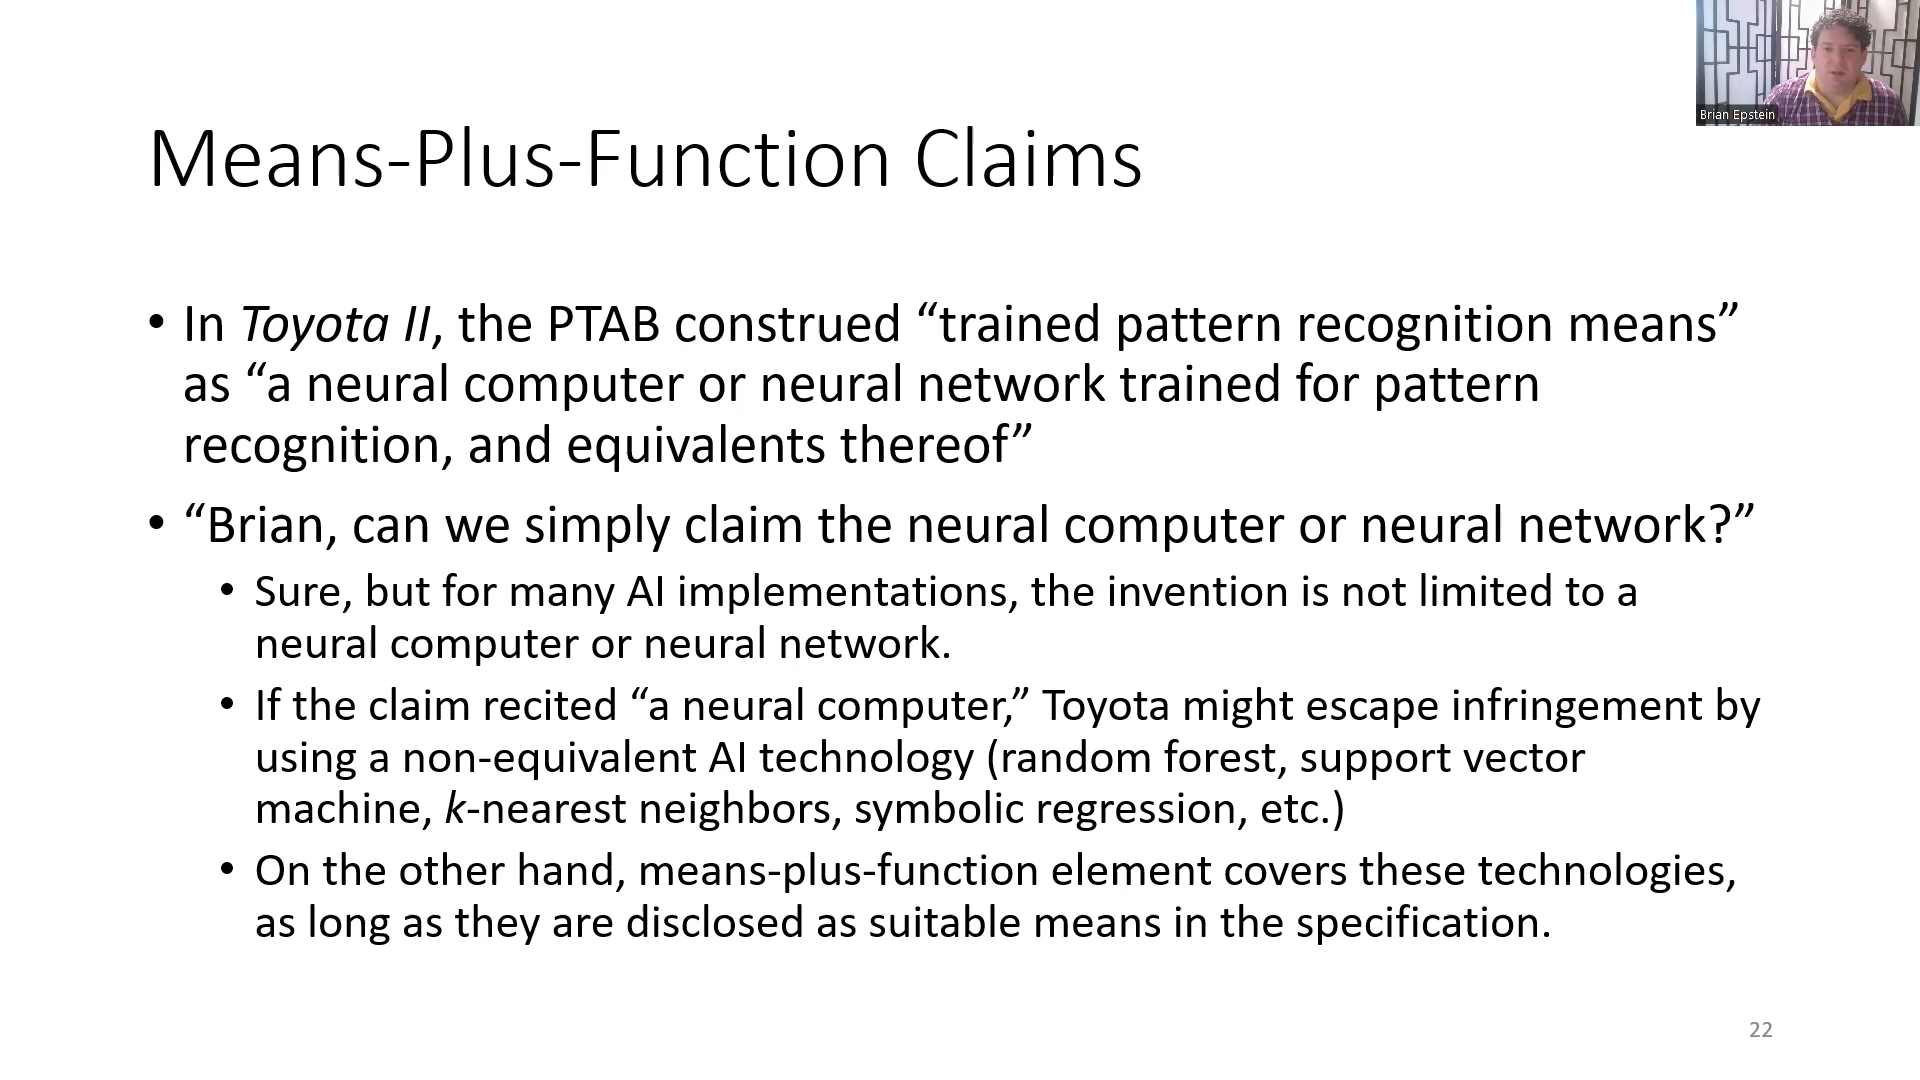 Brian Epstein
Means-Plus-Function Claims
• In Toyota II, the PTAB construed “trained pattern recognition means”
as “a neural computer or neural network trained for pattern
recognition, and equivalents thereof”
• “Brian, can we simply claim the neural computer or neural network?”
• Sure, but for many AI implementations, the invention is not limited to a
neural computer or neural network.
• If the claim recited “a neural computer,” Toyota might escape infringement by
using a non-equivalent AI technology (random forest, support vector
machine, k-nearest neighbors, symbolic regression, etc.)
• On the other hand, means-plus-function element covers these technologies,
as long as they are disclosed as suitable means in the specification.
22